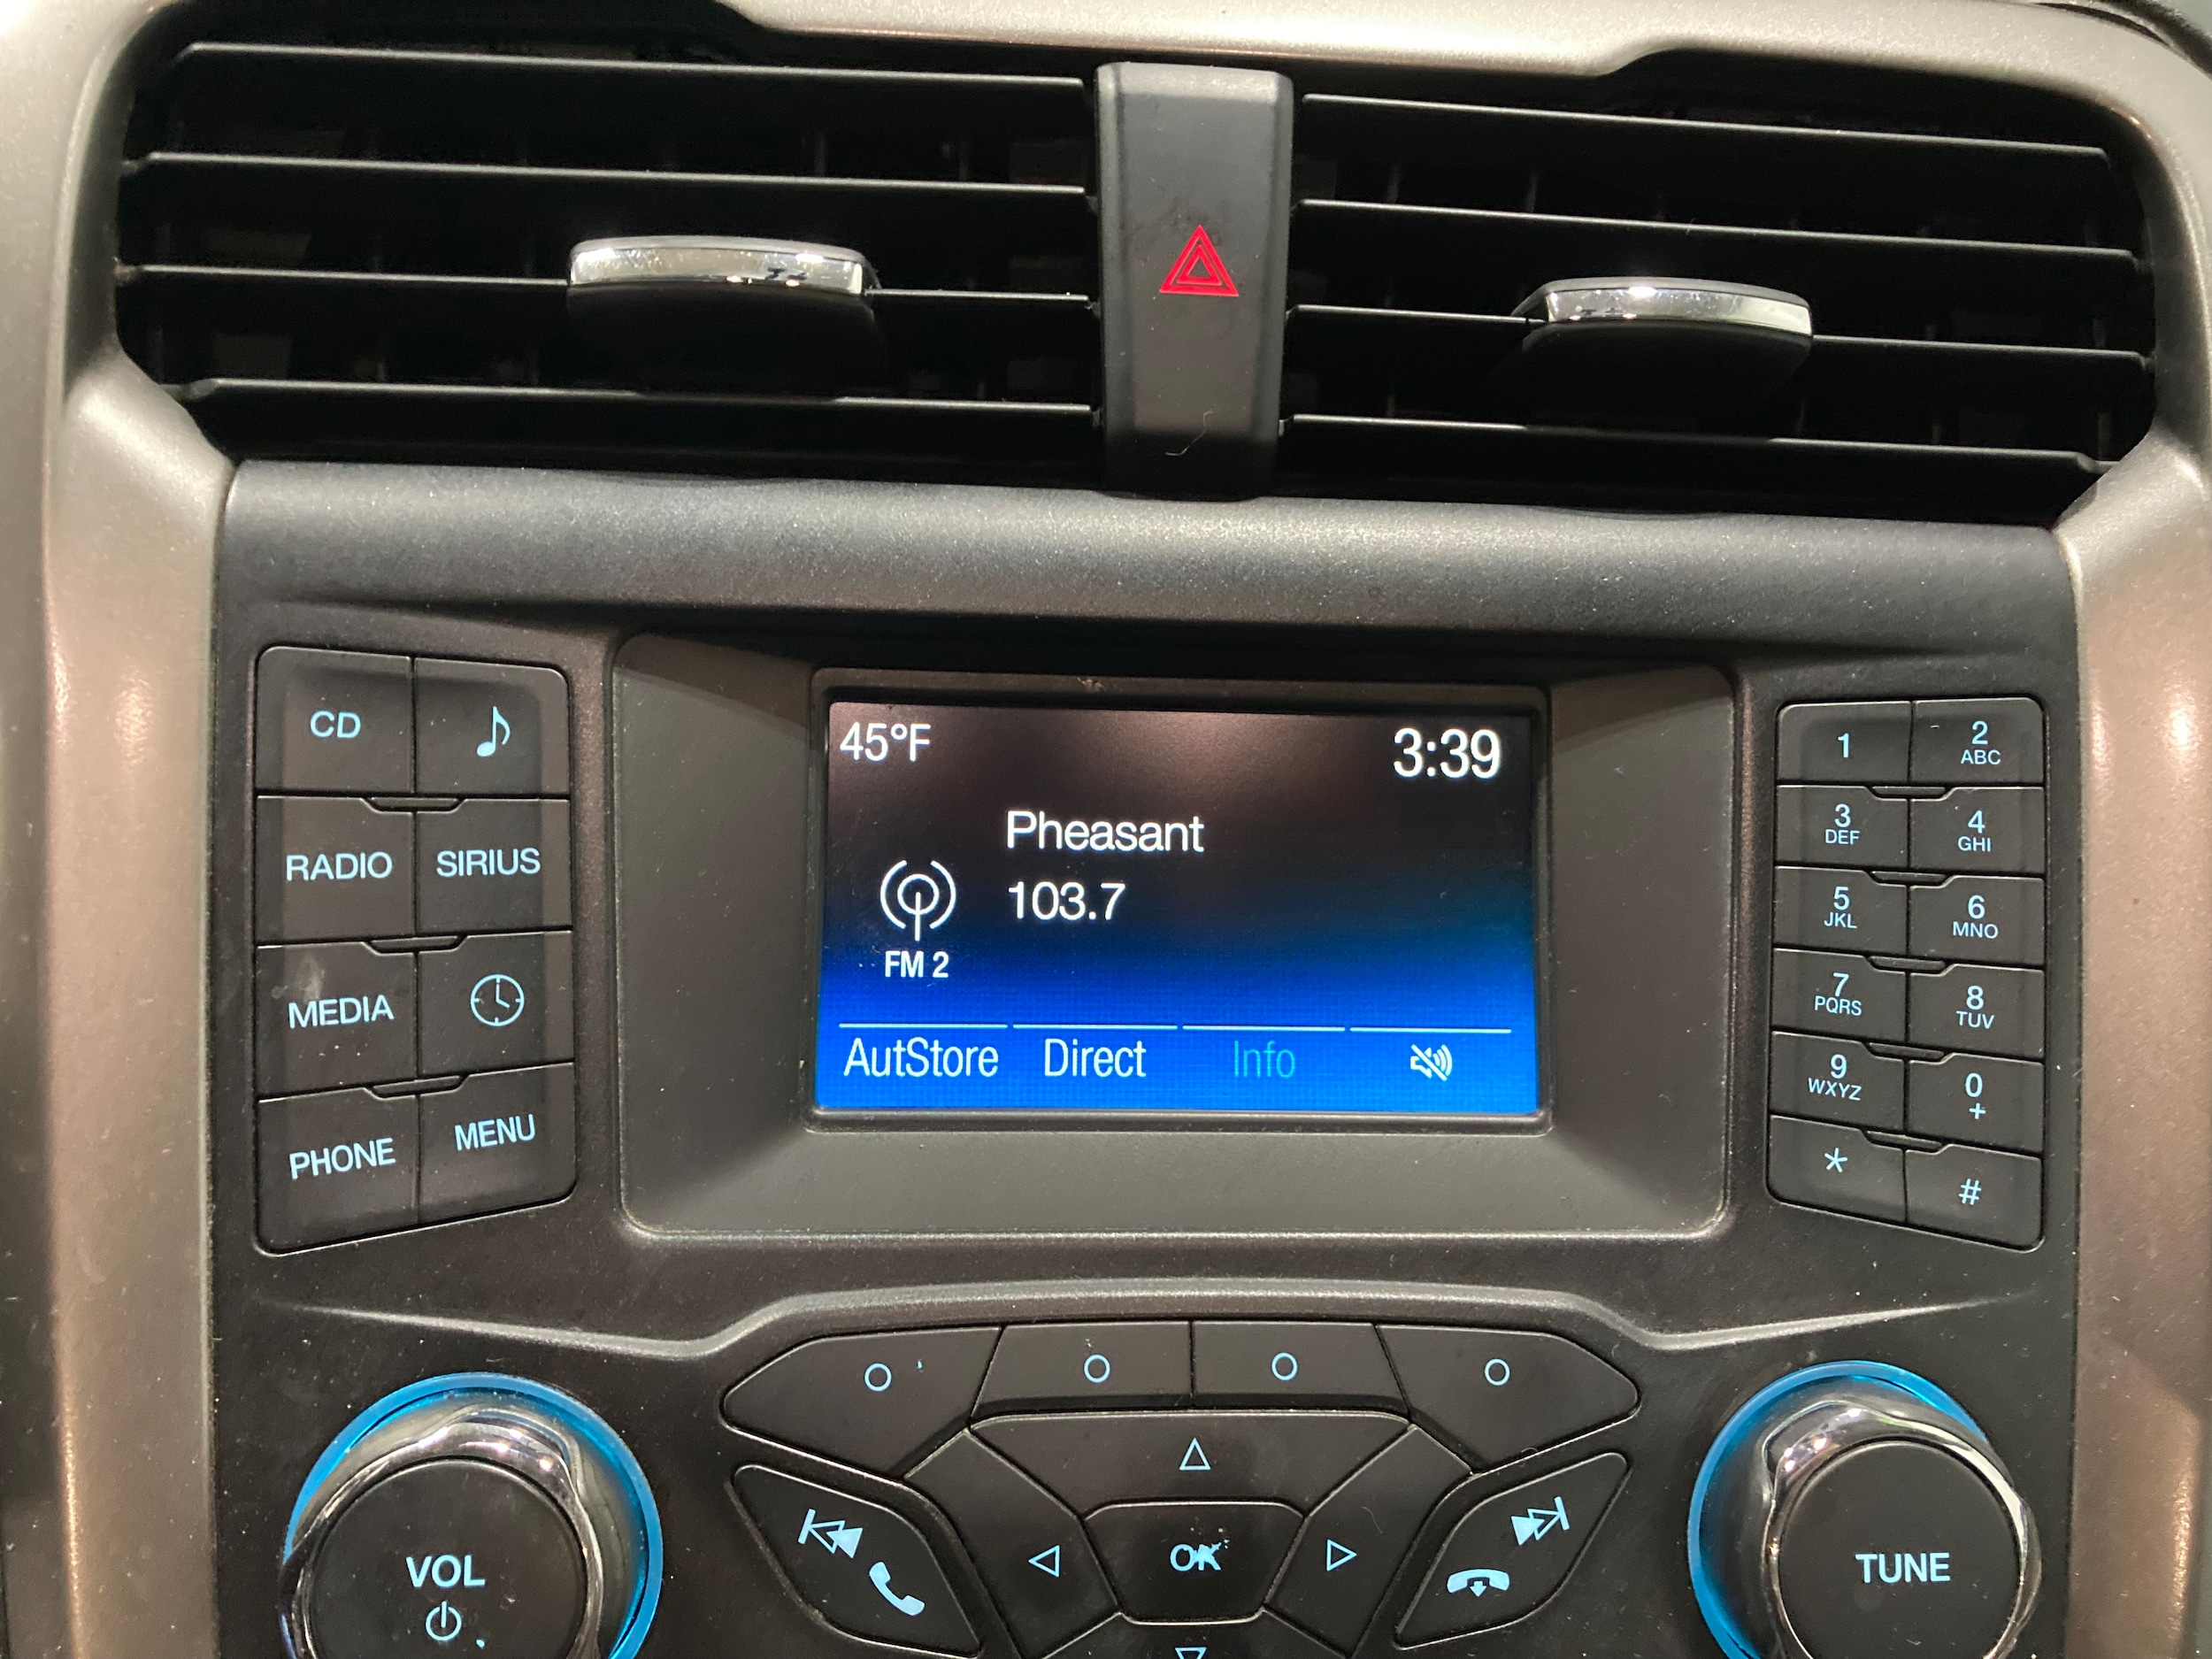 45°F
3:39
Pheasant
103.7
FM 2
AutStore Direct Info
CD
RADIO SIRIUS
MEDIA
PHONE MENU
1 2
ABC
3 4
DEF GHI
5 6
JKL MNO
7 8
PQRS TUV
9 0
WXYZ +
* #
VOL
OK
TUNE